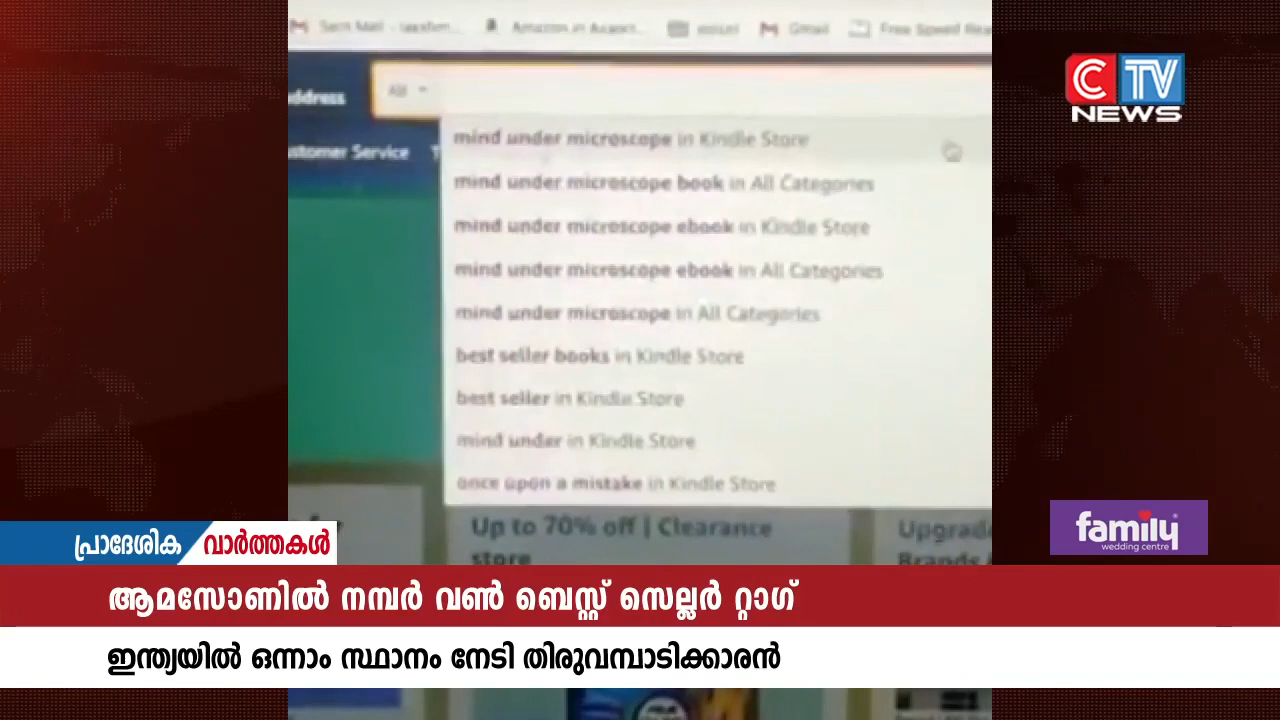 Amazon.in
Gmail
Free Speed
CTV
NEWS
address
All
Customer Service
mind under microscope in Kindle Store
mind under microscope book in All Categories
mind under microscope ebook in Kindle Store
mind under microscope ebook in All Categories
mind under microscope in All Categories
best seller books in Kindle Store
best seller in Kindle Store
mind under in Kindle Store
once upon a mistake in Kindle Store
Up to 70% off | Clearance
store
Upgrade
Brands
family
wedding centre
പ്രാദേശിക വാർത്തകൾ
ആമസോണിൽ നമ്പർ വൺ ബെസ്റ്റ് സെല്ലർ റ്റാഗ്
ഇന്ത്യയിൽ ഒന്നാം സ്ഥാനം നേടി തിരുവമ്പാടിക്കാരൻ